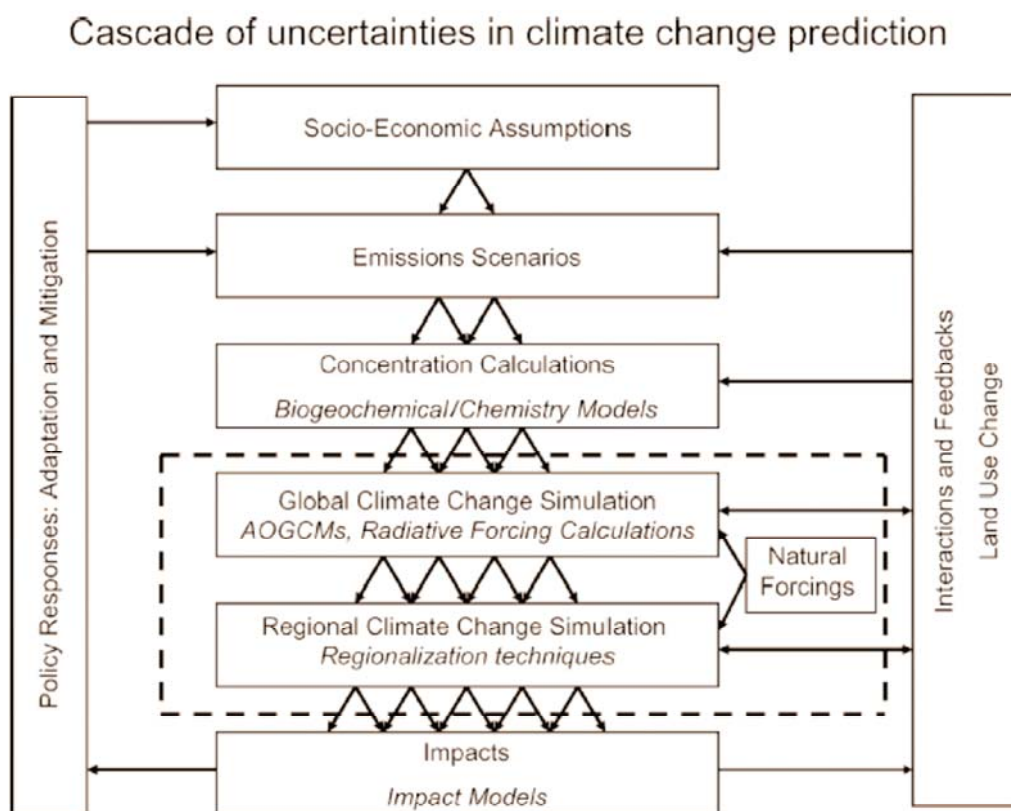 Cascade of uncertainties in climate change prediction
Policy Responses: Adaptation and Mitigation
Socio-Economic Assumptions
Emissions Scenarios
Concentration Calculations
Biogeochemical/Chemistry Models
Global Climate Change Simulation
AOGCMs, Radiative Forcing Calculations
Natural
Forcings
Regional Climate Change Simulation
Regionalization techniques
Impacts
Impact Models
Interactions and Feedbacks
Land Use Change